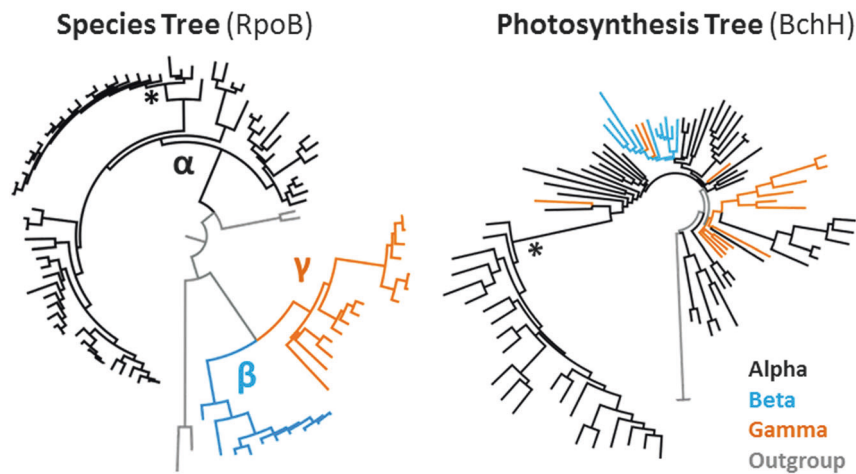 Species Tree (RpoB)
Photosynthesis Tree (BchH)
*
α
γ
β
*
Alpha
Beta
Gamma
Outgroup